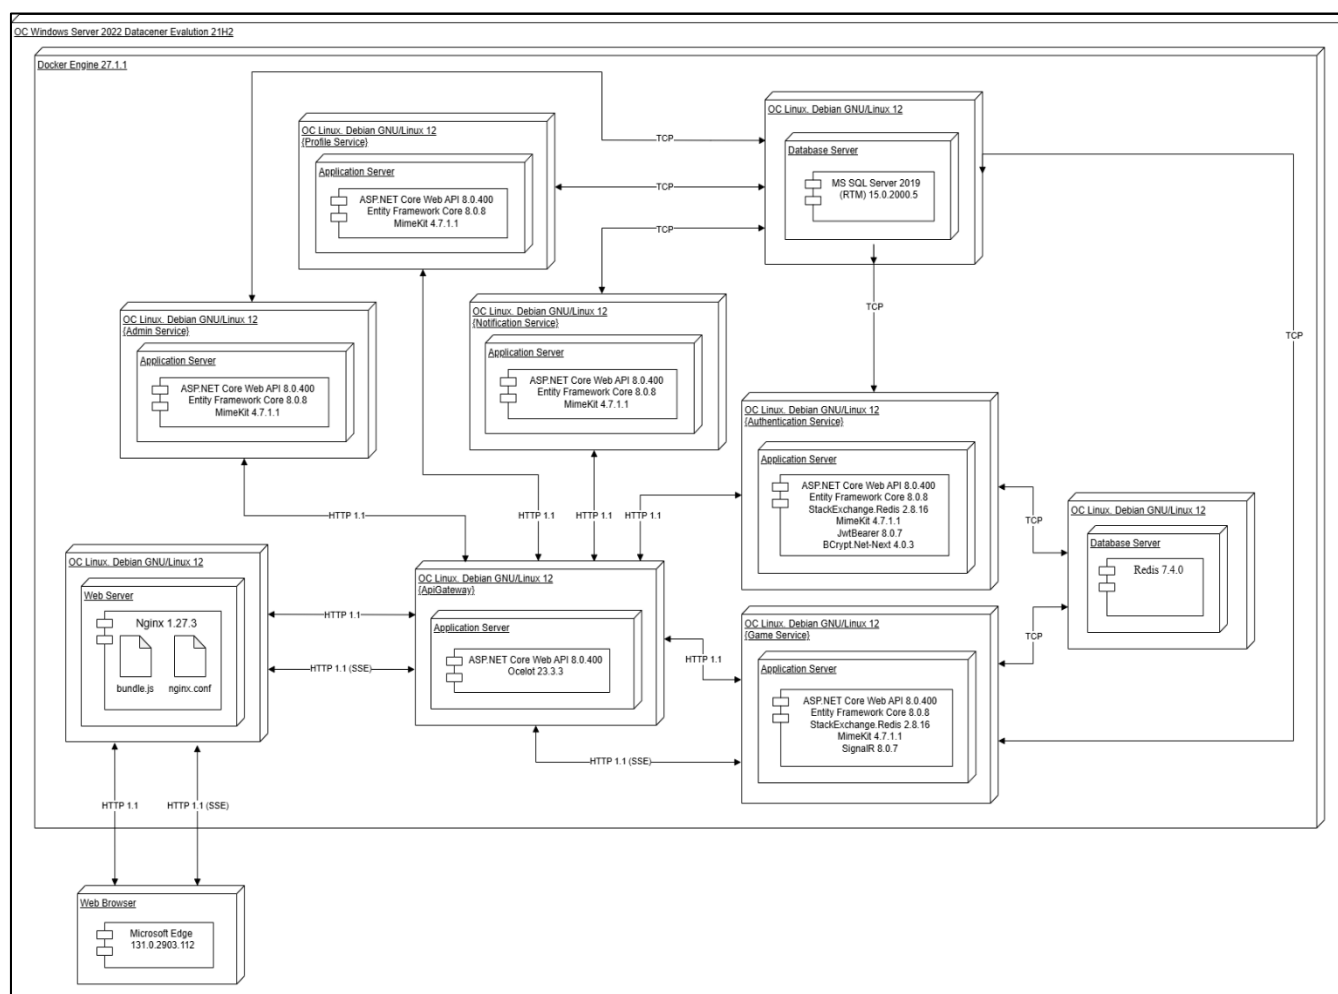 OC Windows Server 2022 Datacener Evalution 21H2
Docker Engine 27.1.1
OC Linux. Debian GNU/Linux 12
{Profile Service}
Application Server
ASP.NET Core Web API 8.0.400
Entity Framework Core 8.0.8
MimeKit 4.7.1.1
OC Linux. Debian GNU/Linux 12
Database Server
MS SQL Server 2019
(RTM) 15.0.2000.5
TCP
TCP
TCP
TCP
TCP
OC Linux. Debian GNU/Linux 12
{Admin Service}
Application Server
ASP.NET Core Web API 8.0.400
Entity Framework Core 8.0.8
MimeKit 4.7.1.1
OC Linux. Debian GNU/Linux 12
{Notification Service}
Application Server
ASP.NET Core Web API 8.0.400
Entity Framework Core 8.0.8
MimeKit 4.7.1.1
OC Linux. Debian GNU/Linux 12
{Authentication Service}
Application Server
ASP.NET Core Web API 8.0.400
Entity Framework Core 8.0.8
StackExchange.Redis 2.8.16
MimeKit 4.7.1.1
JwtBearer 8.0.7
BCrypt.Net-Next 4.0.3
HTTP 1.1
HTTP 1.1
HTTP 1.1
HTTP 1.1
TCP
OC Linux. Debian GNU/Linux 12
Database Server
Redis 7.4.0
TCP
OC Linux. Debian GNU/Linux 12
Web Server
Nginx 1.27.3
bundle.js
nginx.conf
HTTP 1.1
HTTP 1.1 (SSE)
OC Linux. Debian GNU/Linux 12
{ApiGateway}
Application Server
ASP.NET Core Web API 8.0.400
Ocelot 23.3.3
HTTP 1.1
HTTP 1.1 (SSE)
OC Linux. Debian GNU/Linux 12
{Game Service}
Application Server
ASP.NET Core Web API 8.0.400
Entity Framework Core 8.0.8
StackExchange.Redis 2.8.16
MimeKit 4.7.1.1
SignalR 8.0.7
HTTP 1.1
HTTP 1.1 (SSE)
Web Browser
Microsoft Edge
131.0.2903.112